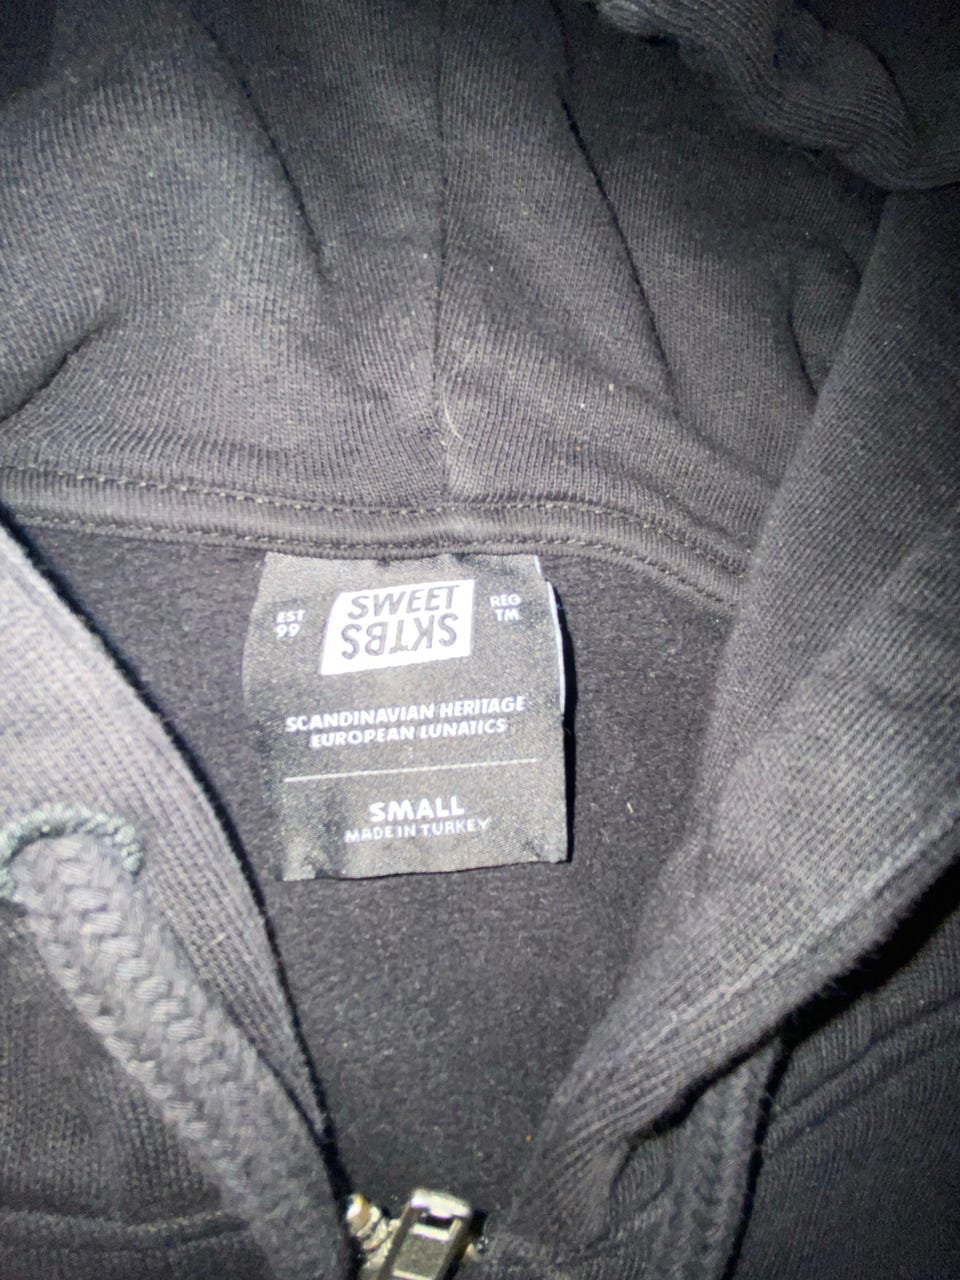 EST
99
SWEET
SKTBS
REG
TM
SCANDINAVIAN HERITAGE
EUROPEAN LUNATICS
SMALL
MADE IN TURKEY